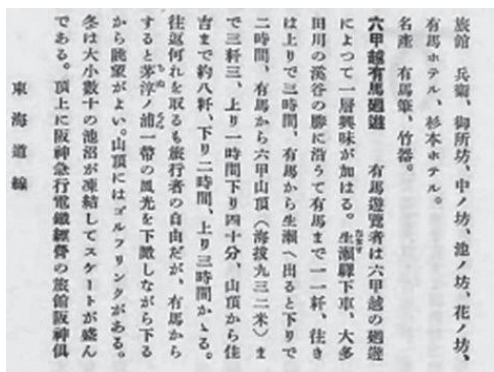 旅館　兵衞、御所坊、中ノ坊、池ノ坊、花ノ坊、
有馬ホテル、杉本ホテル。
名產　有馬筆、竹器。
六甲越有馬廻遊　有馬遊覽者は六甲越の廻遊
によつて一層興味が加はる。生瀨驛下車、大多
田川の溪谷の勝に沿うて有馬まで一一粁、往き
は上りで三時間、有馬から生瀨へ出ると下りで
二時間、有馬から六甲山頂（海拔九三二米）ま
で三粁三、上り一時間下り四十分、山頂から住
吉まで約八粁、下り二時間、上り三時間かゝる。
往返何れを取るも旅行者の自由だが、有馬から
すると茅渟ノ浦一帶の風光を下瞰しながら下る
から眺望がよい。山頂にはゴルフリンクがある。
冬は大小數十の池沼が凍結してスケートが盛ん
である。頂上に阪神急行電鐵經營の旅館阪神俱
東海道線